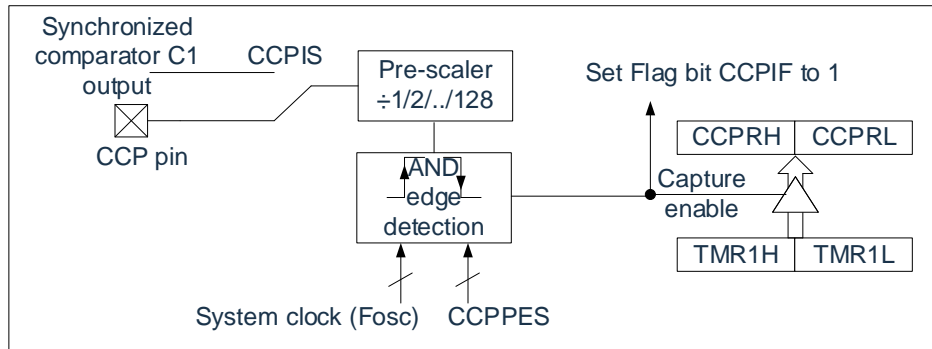 Synchronized
comparator C1
output
CCPIS
CCP pin
Pre-scaler
÷1/2/../128
AND
edge
detection
System clock (Fosc)
CCPPES
Set Flag bit CCPIF to 1
Capture
enable
CCPRH CCPRL
TMR1H TMR1L